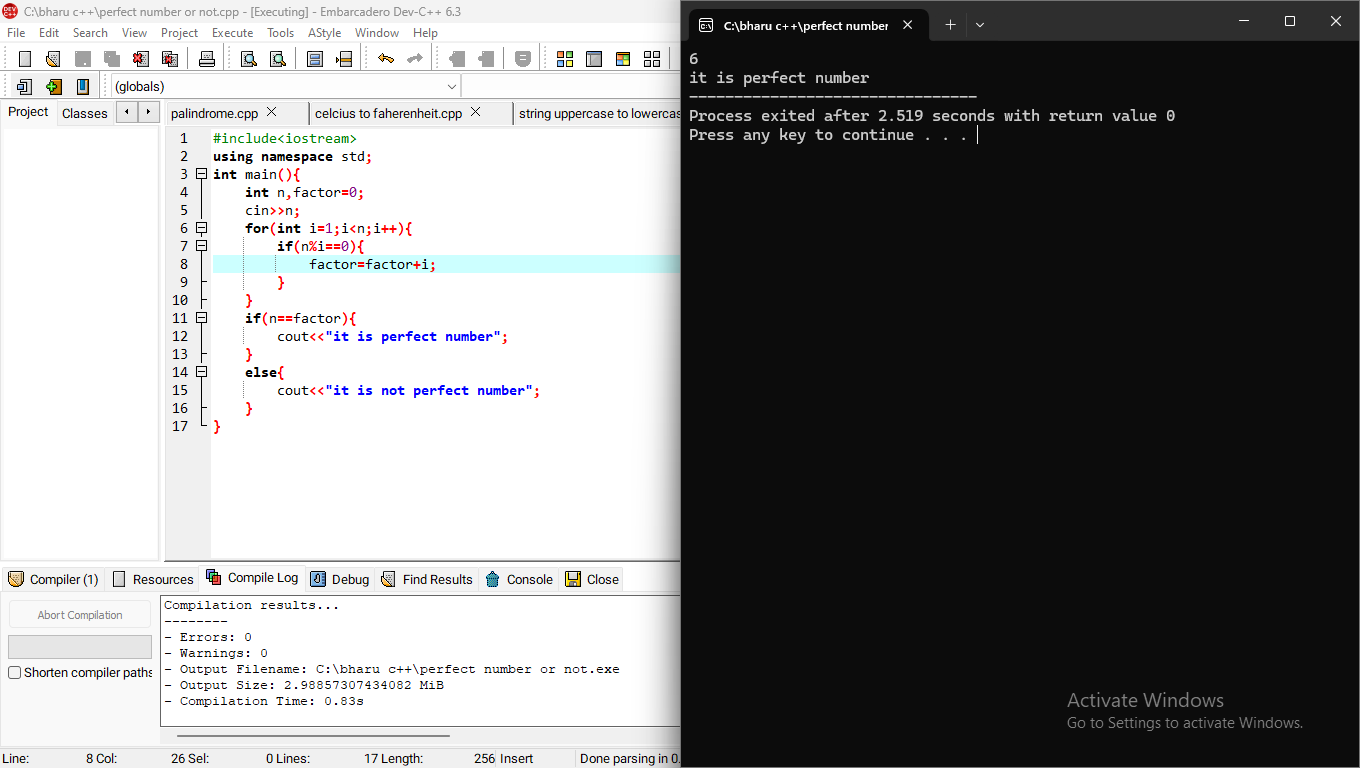 C:\bharu c++\perfect number or not.cpp - [Executing] - Embarcadero Dev-C++ 6.3
File Edit Search View Project Execute Tools AStyle Window Help
(globals)
Project Classes
palindrome.cpp celcius to faherenheit.cpp string uppercase to lowercas
1 #include<iostream>
2 using namespace std;
3 int main(){
4 int n,factor=0;
5 cin>>n;
6 for(int i=1;i<n;i++){
7 if(n%i==0){
8 factor=factor+i;
9 }
10 }
11 if(n==factor){
12 cout<<"it is perfect number";
13 }
14 else{
15 cout<<"it is not perfect number";
16 }
17 }
Compiler (1) Resources Compile Log Debug Find Results Console Close
Abort Compilation
Shorten compiler paths
Compilation results...
--------
- Errors: 0
- Warnings: 0
- Output Filename: C:\bharu c++\perfect number or not.exe
- Output Size: 2.98857307434082 MiB
- Compilation Time: 0.83s
Line: 8 Col: 26 Sel: 0 Lines: 17 Length: 256 Insert Done parsing in 0.
C:\bharu c++\perfect number
6
it is perfect number
--------------------------------
Process exited after 2.519 seconds with return value 0
Press any key to continue . . .
Activate Windows
Go to Settings to activate Windows.